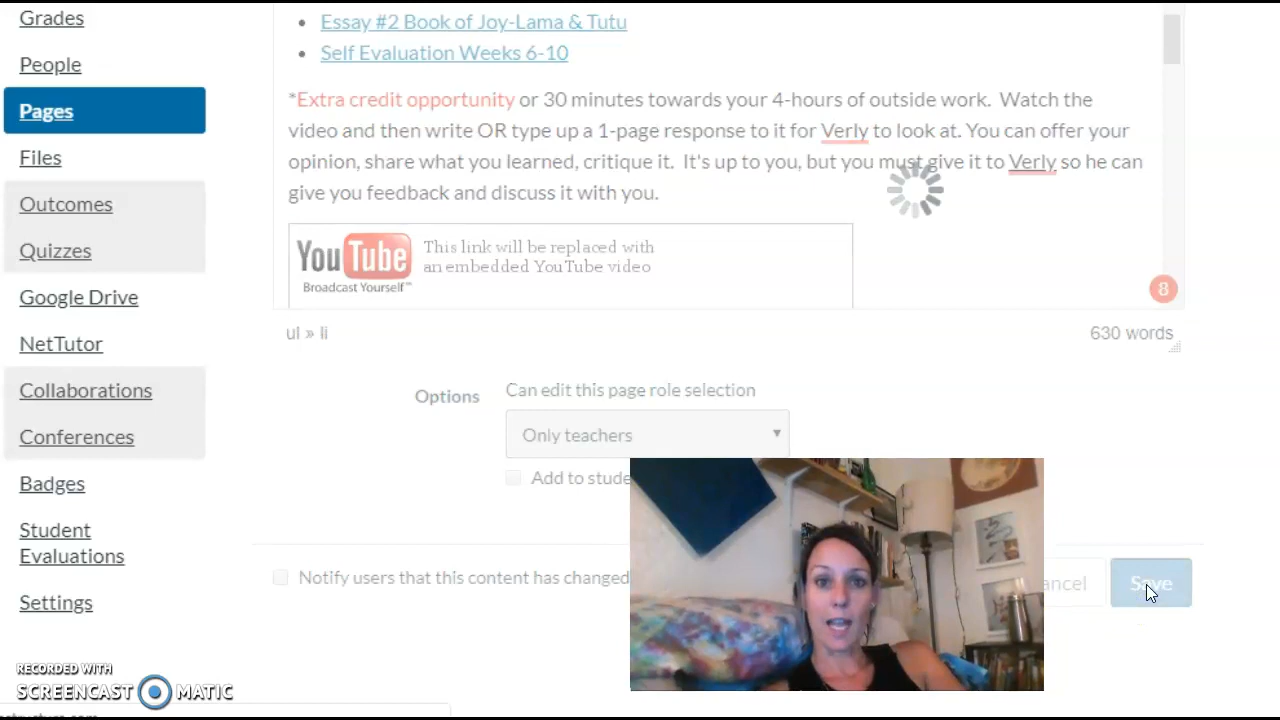 Grades
People
Pages
Files
Outcomes
Quizzes
Google Drive
NetTutor
Collaborations
Conferences
Badges
Student
Evaluations
Settings
RECORDED WITH
SCREENCAST MATIC
Essay #2 Book of Joy-Lama & Tutu
Self Evaluation Weeks 6-10
*Extra credit opportunity or 30 minutes towards your 4-hours of outside work. Watch the
video and then write OR type up a 1-page response to it for Verly to look at. You can offer your
opinion, share what you learned, critique it. It's up to you, but you must give it to Verly so he can
give you feedback and discuss it with you.
YouTube
Broadcast Yourself™
This link will be replaced with
an embedded YouTube video
8
ul » li
630 words
Options
Can edit this page role selection
Only teachers
Add to stude
Notify users that this content has changed
ancel
Save